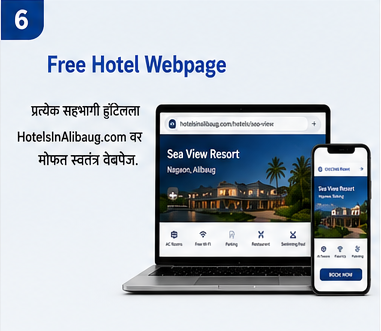 6
Free Hotel Webpage
प्रत्येक सहभागी हॉटेलला
HotelsInAlibaug.com वर
मोफत स्वतंत्र वेबपेज.
hotelsinalibaug.com/hotels/sea-view
Sea View Resort
Nagaon, Alibaug
AC Rooms
Free Wi-Fi
Parking
Restaurant
Swimming Pool
Sea View Resort
BOOK NOW